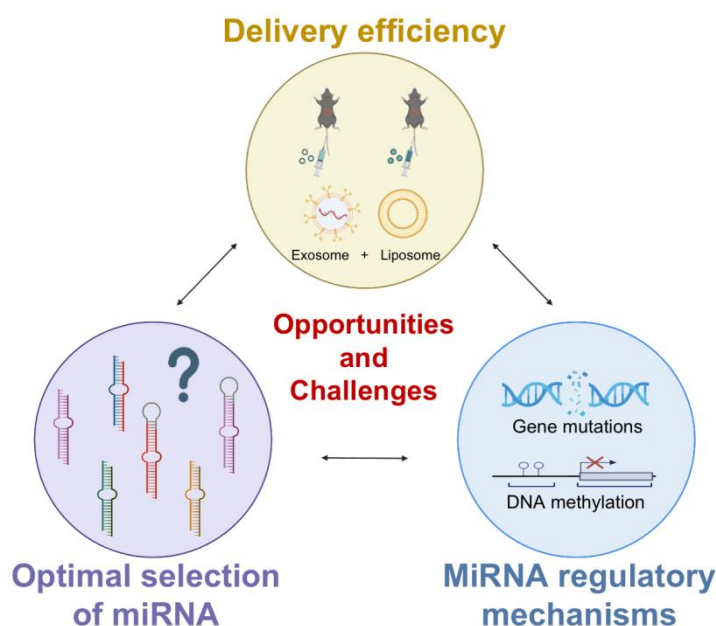 Delivery efficiency
Exosome + Liposome
Opportunities
and
Challenges
?
Gene mutations
DNA methylation
Optimal selection
of miRNA
MiRNA regulatory
mechanisms